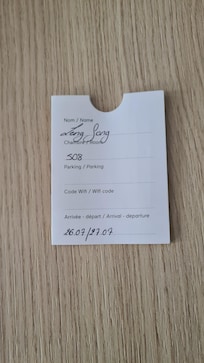 Nom / Name
Song
Chambre / Room
508
Parking / Parking
Code Wifi / Wifi code
Arrivée - départ / Arrival - departure
26.07/27.07